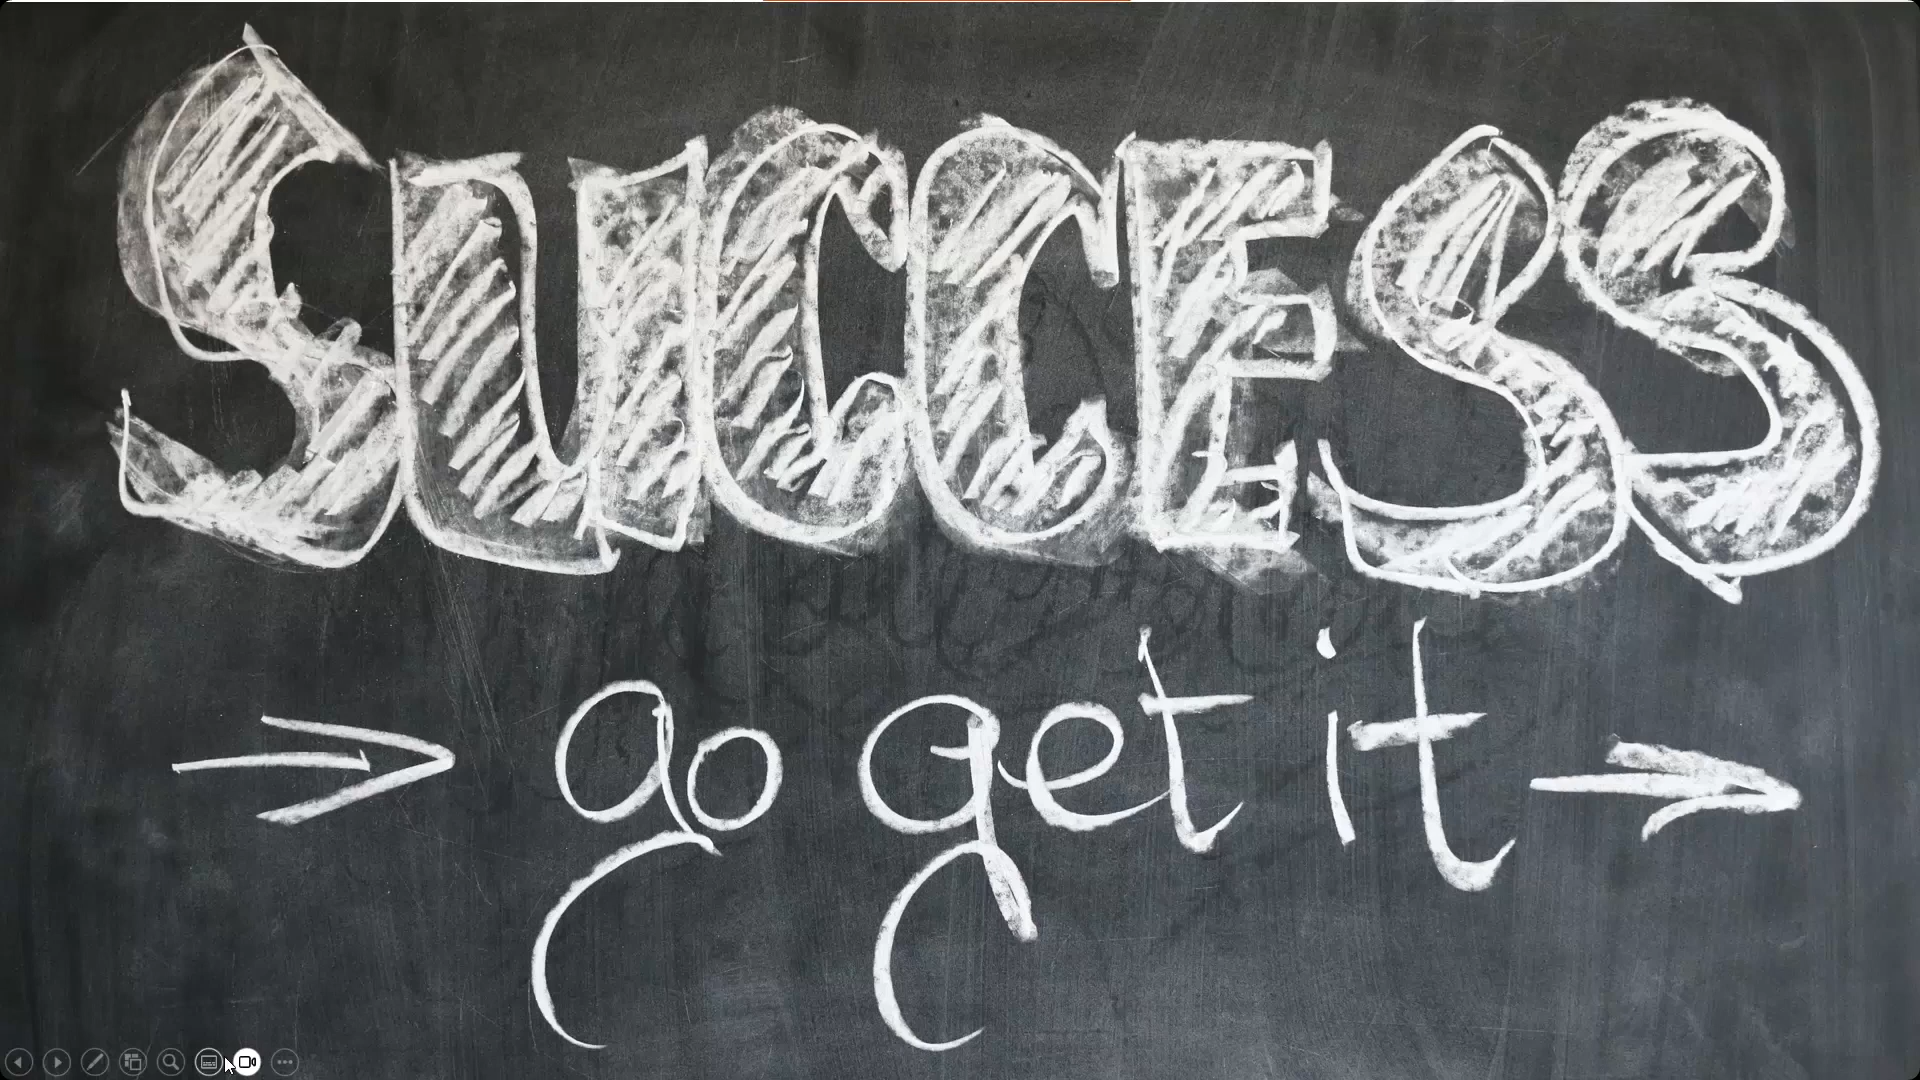 SUCCESS
→ go get it →